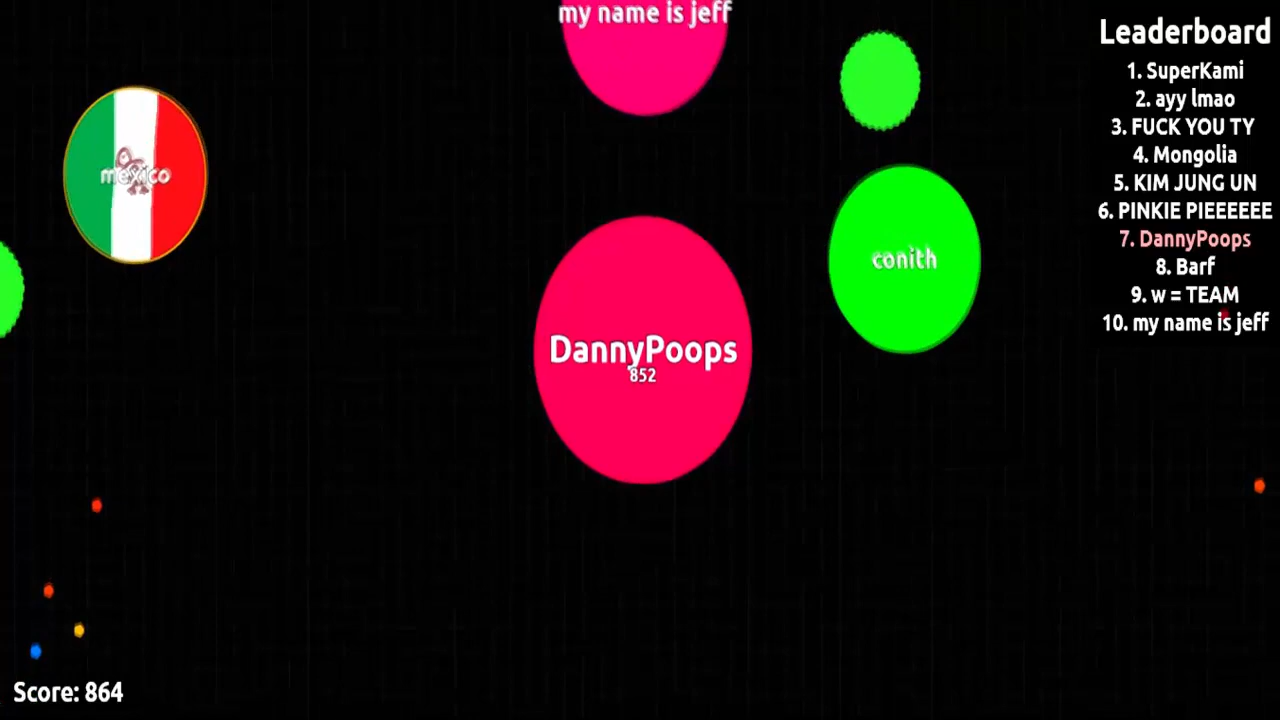 my name is jeff
Leaderboard
1. SuperKami
2. ayy lmao
3. FUCK YOU TY
4. Mongolia
5. KIM JUNG UN
6. PINKIE PIEEEEEE
7. DannyPoops
8. Barf
9. w = TEAM
10. my name is jeff
mexico
conith
DannyPoops
852
Score: 864